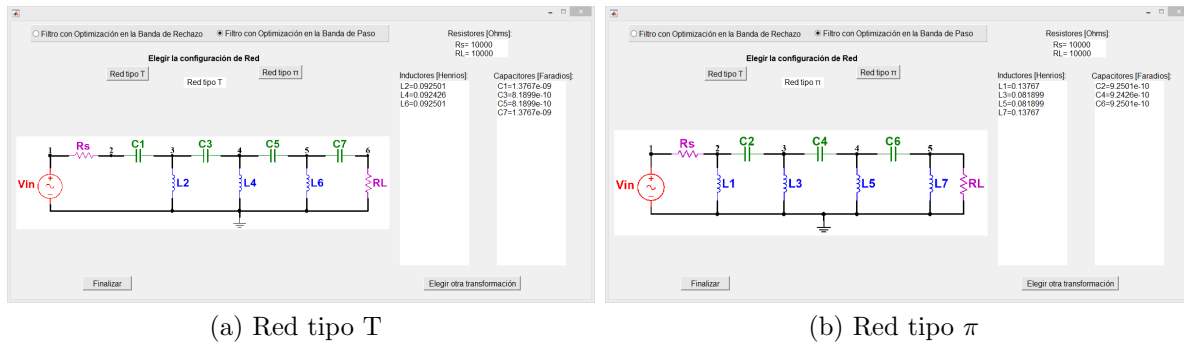 Filtro con Optimización en la Banda de Rechazo
Filtro con Optimización en la Banda de Paso
Elegir la configuración de Red
Red tipo T
Red tipo T
Red tipo π
Resistores [Ohms]:
Rs= 10000
RL= 10000
Inductores [Henrios]:
L2=0.092501
L4=0.092426
L6=0.092501
Capacitores [Faradios]:
C1=1.3767e-09
C3=8.1899e-10
C5=8.1899e-10
C7=1.3767e-09
1
Rs
2
C1
3
C3
4
C5
5
C7
6
Vin
L2
L4
L6
RL
Finalizar
Elegir otra transformación
(a) Red tipo T
Filtro con Optimización en la Banda de Rechazo
Filtro con Optimización en la Banda de Paso
Elegir la configuración de Red
Red tipo T
Red tipo π
Red tipo π
Resistores [Ohms]:
Rs= 10000
RL= 10000
Inductores [Henrios]:
L1=0.13767
L3=0.081899
L5=0.081899
L7=0.13767
Capacitores [Faradios]:
C2=9.2501e-10
C4=9.2426e-10
C6=9.2501e-10
1
Rs
2
C2
3
C4
4
C6
5
Vin
L1
L3
L5
L7
RL
Finalizar
Elegir otra transformación
(b) Red tipo π